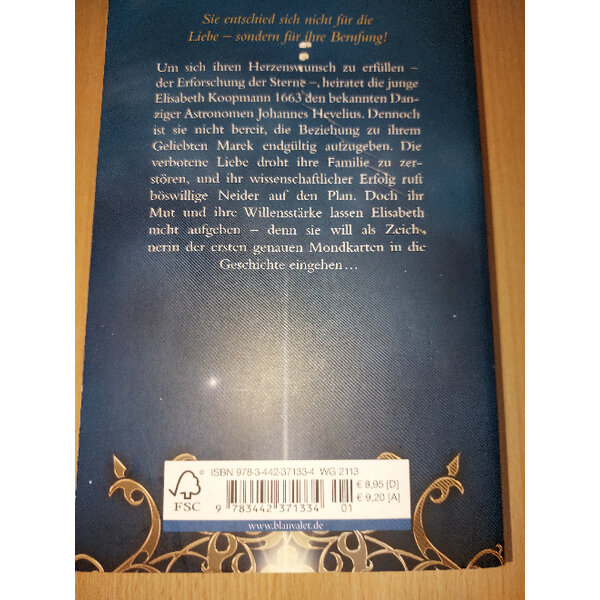 Sie entschied sich nicht für die
Liebe – sondern für ihre Berufung!
Um sich ihren Herzenswunsch zu erfüllen –
der Erforschung der Sterne –, heiratet die junge
Elisabeth Koopmann 1663 den bekannten Dan-
ziger Astronomen Johannes Hevelius. Dennoch
ist sie nicht bereit, die Beziehung zu ihrem
Geliebten Marek endgültig aufzugeben. Die
verbotene Liebe droht ihre Familie zu zer-
stören, und ihr wissenschaftlicher Erfolg ruft
böswillige Neider auf den Plan. Doch ihr
Mut und ihre Willensstärke lassen Elisabeth
nicht aufgeben – denn sie will als Zeich-
nerin der ersten genauen Mondkarten in die
Geschichte eingehen ...
ISBN 978-3-442-37133-4 WG 2113
€ 8,95 [D]
€ 9,20 [A]
FSC
9 783442 371334 01
www.blanvalet.de